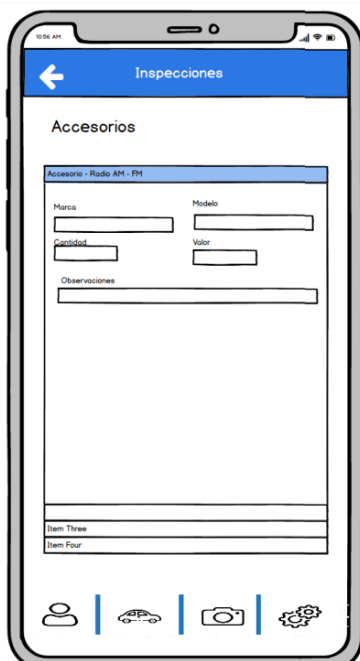 10:56 AM
Inspecciones
Accesorios
Accesorio - Radio AM - FM
Marca
Modelo
Cantidad
Valor
Observaciones
Item Three
Item Four